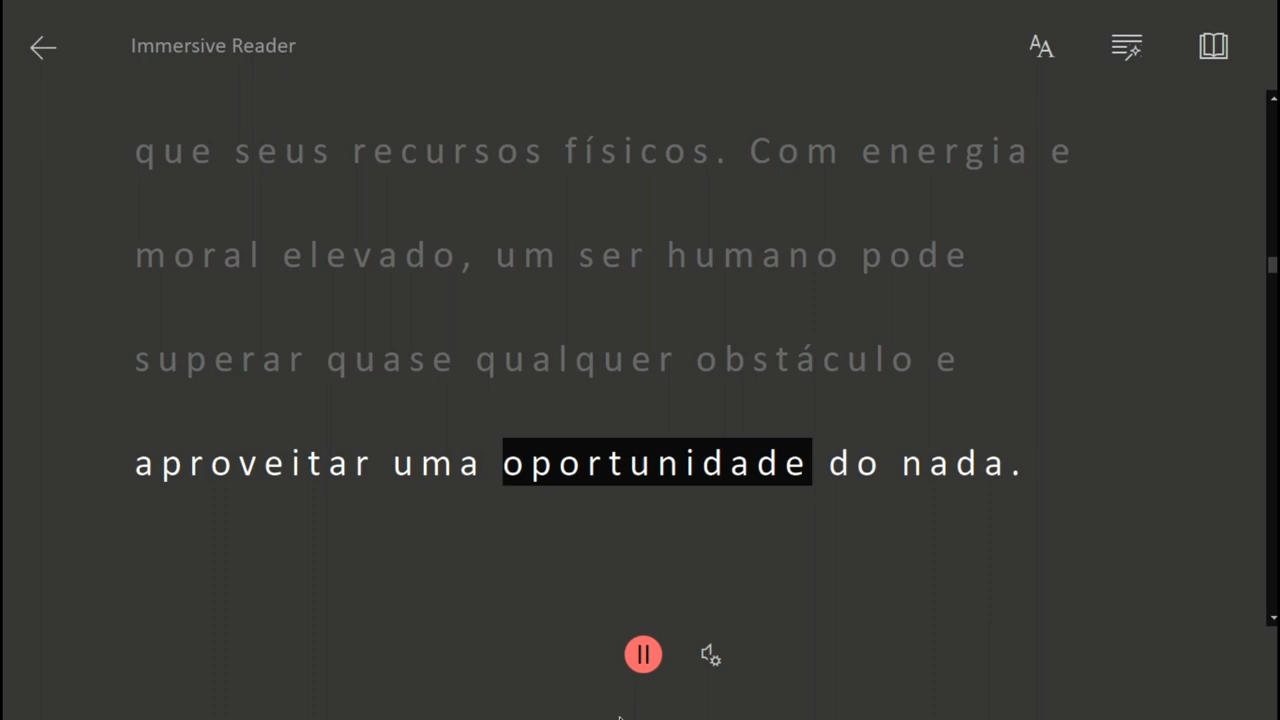 Immersive Reader
que seus recursos físicos. Com energia e
moral elevado, um ser humano pode
superar quase qualquer obstáculo e
aproveitar uma oportunidade do nada.